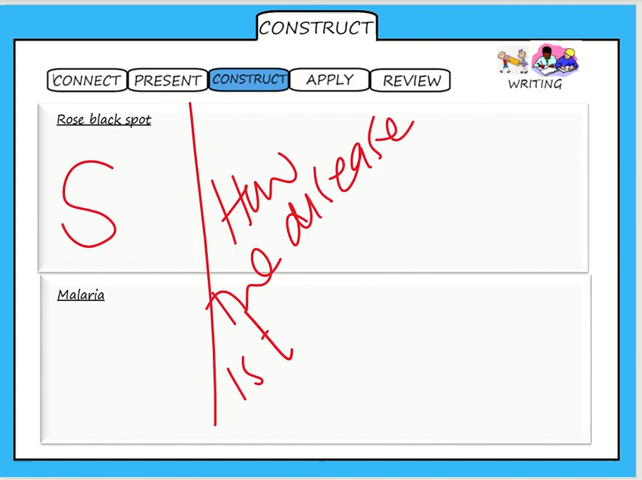 CONSTRUCT
CONNECT PRESENT CONSTRUCT APPLY REVIEW
WRITING
Rose black spot
S
How
the disease
is t
Malaria